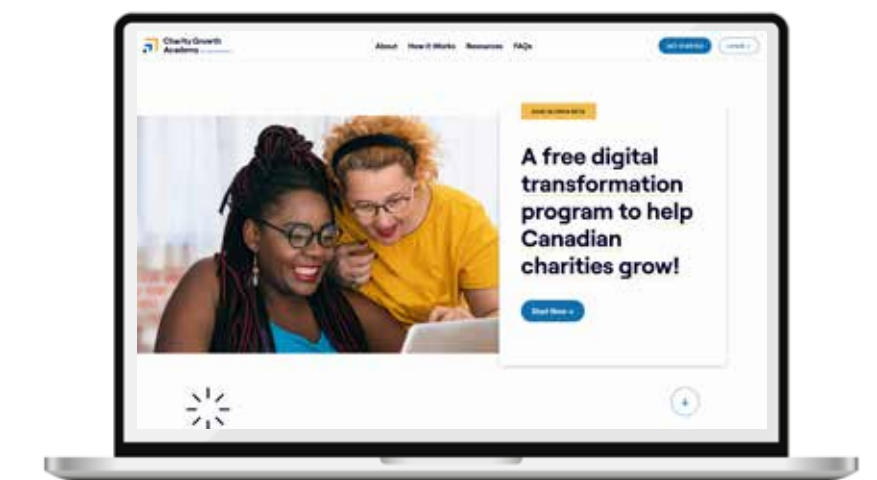 Charity Growth
Academy
About How it Works Resources FAQs
A free digital
transformation
program to help
Canadian
charities grow!
Start Now